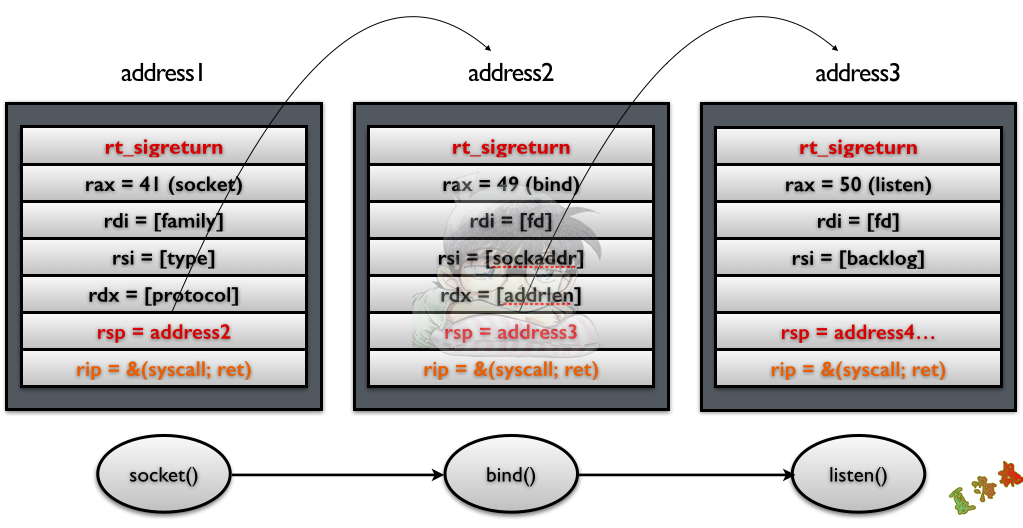 address1
rt_sigreturn
rax = 41 (socket)
rdi = [family]
rsi = [type]
rdx = [protocol]
rsp = address2
rip = &(syscall; ret)
address2
rt_sigreturn
rax = 49 (bind)
rdi = [fd]
rsi = [sockaddr]
rdx = [addrlen]
rsp = address3
rip = &(syscall; ret)
address3
rt_sigreturn
rax = 50 (listen)
rdi = [fd]
rsi = [backlog]
rsp = address4…
rip = &(syscall; ret)
socket()
bind()
listen()